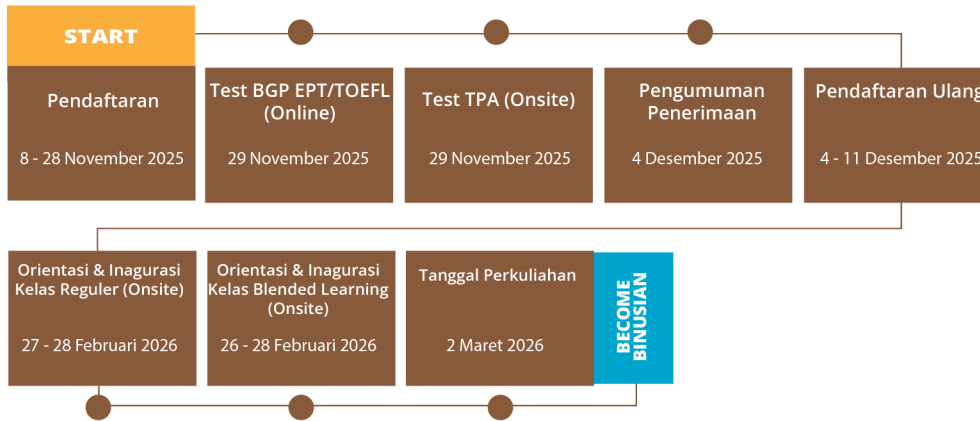 START
Pendaftaran
8 - 28 November 2025
Test BGP EPT/TOEFL
(Online)
29 November 2025
Test TPA (Onsite)
29 November 2025
Pengumuman
Penerimaan
4 Desember 2025
Pendaftaran Ulang
4 - 11 Desember 2025
Orientasi & Inagurasi
Kelas Reguler (Onsite)
27 - 28 Februari 2026
Orientasi & Inagurasi
Kelas Blended Learning
(Onsite)
26 - 28 Februari 2026
Tanggal Perkuliahan
2 Maret 2026
BECOME
BINUSIAN